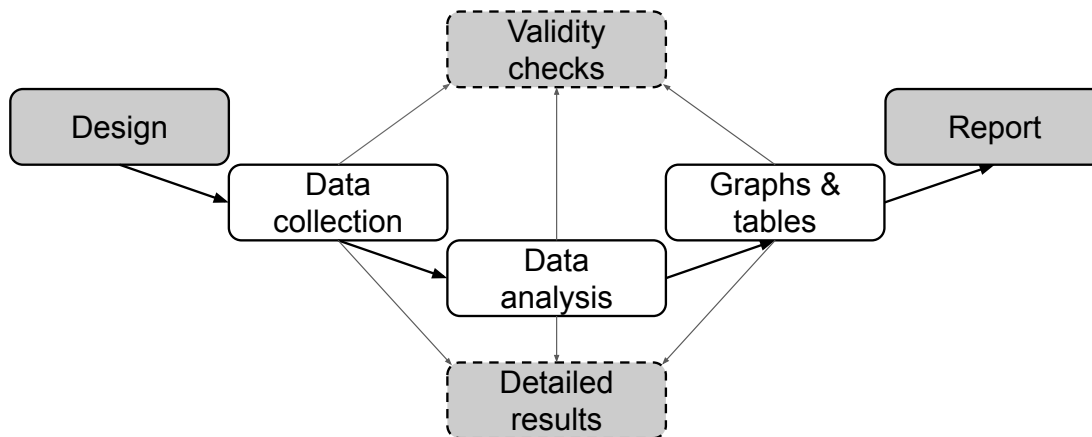 Validity
checks
Design
Report
Data
collection
Graphs &
tables
Data
analysis
Detailed
results